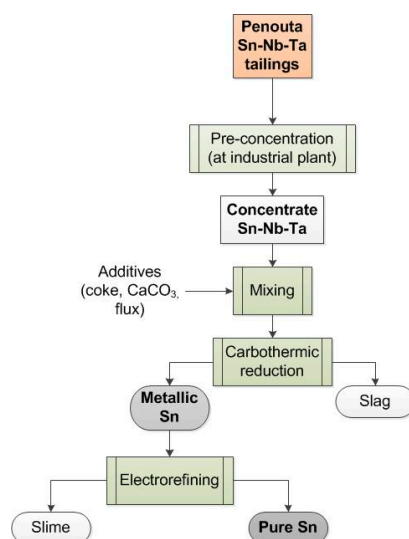 Penouta
Sn-Nb-Ta
tailings
Pre-concentration
(at industrial plant)
Concentrate
Sn-Nb-Ta
Additives
(coke, CaCO₃,
flux)
Mixing
Carbothermic
reduction
Metallic
Sn
Slag
Electrorefining
Slime
Pure Sn